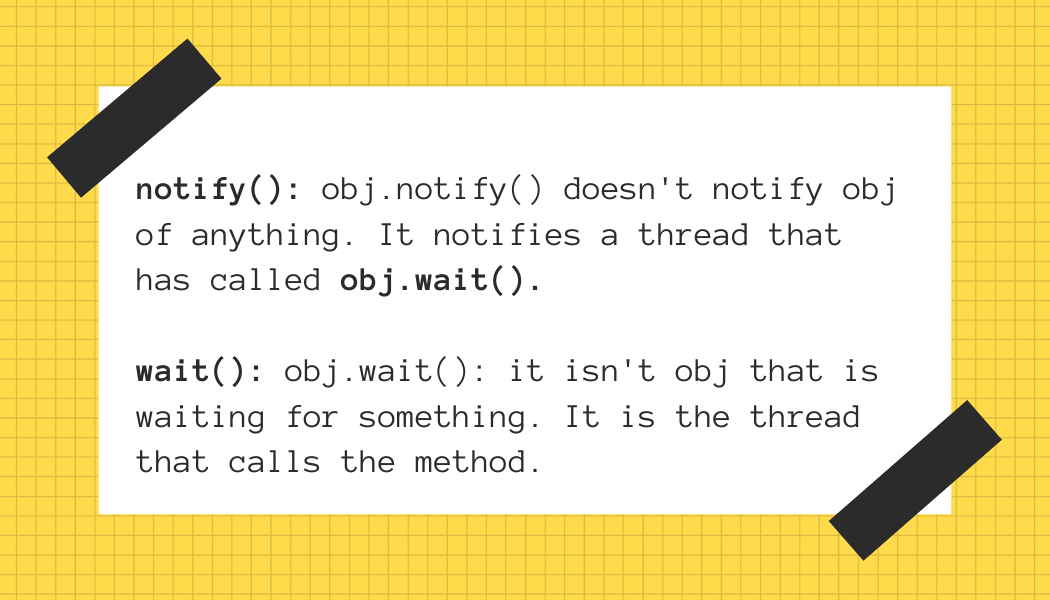 notify(): obj.notify() doesn't notify obj
of anything. It notifies a thread that
has called obj.wait().
wait(): obj.wait(): it isn't obj that is
waiting for something. It is the thread
that calls the method.